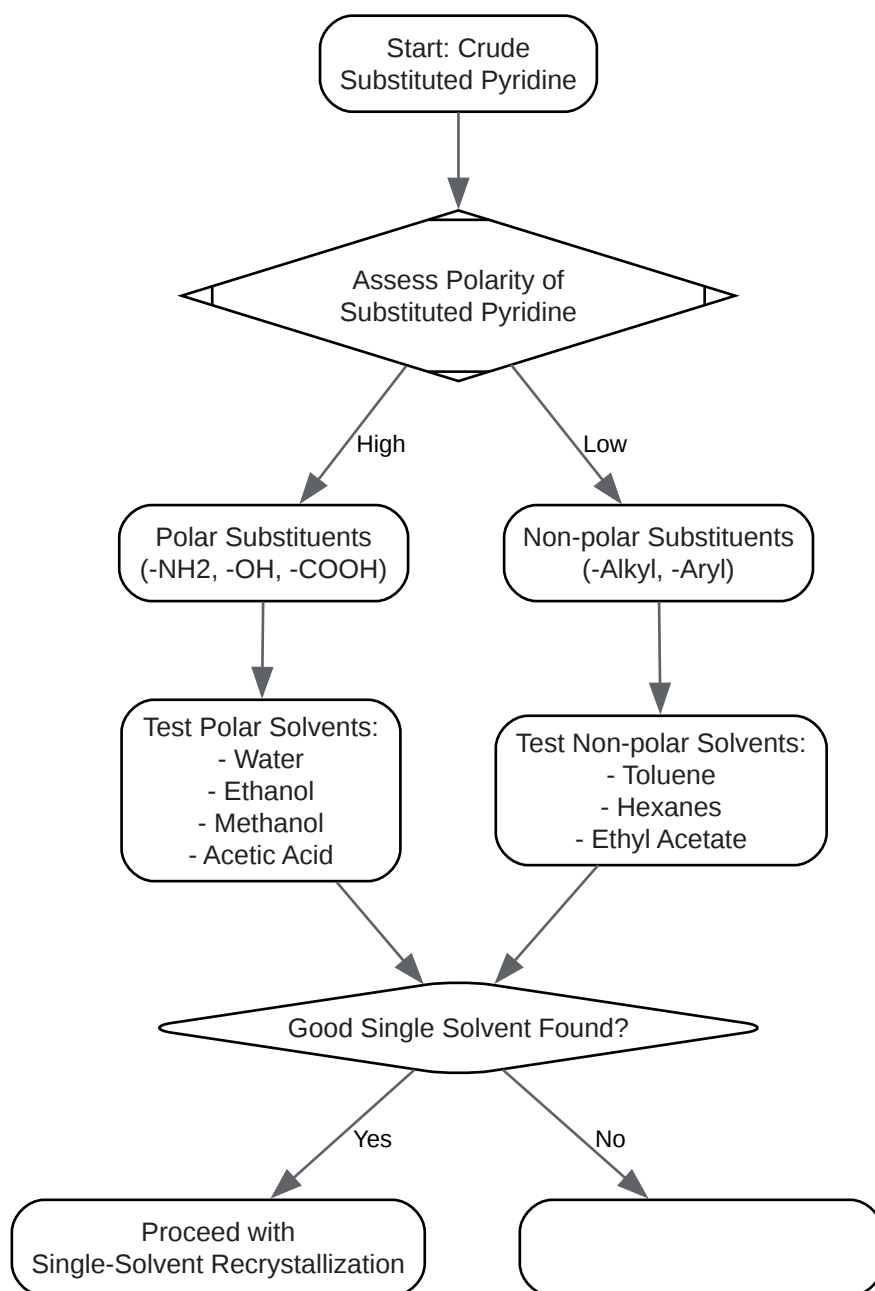 Start: Crude
Substituted Pyridine
Assess Polarity of
Substituted Pyridine
High
Low
Polar Substituents
(-NH2, -OH, -COOH)
Non-polar Substituents
(-Alkyl, -Aryl)
Test Polar Solvents:
- Water
- Ethanol
- Methanol
- Acetic Acid
Test Non-polar Solvents:
- Toluene
- Hexanes
- Ethyl Acetate
Good Single Solvent Found?
Yes
No
Proceed with
Single-Solvent Recrystallization